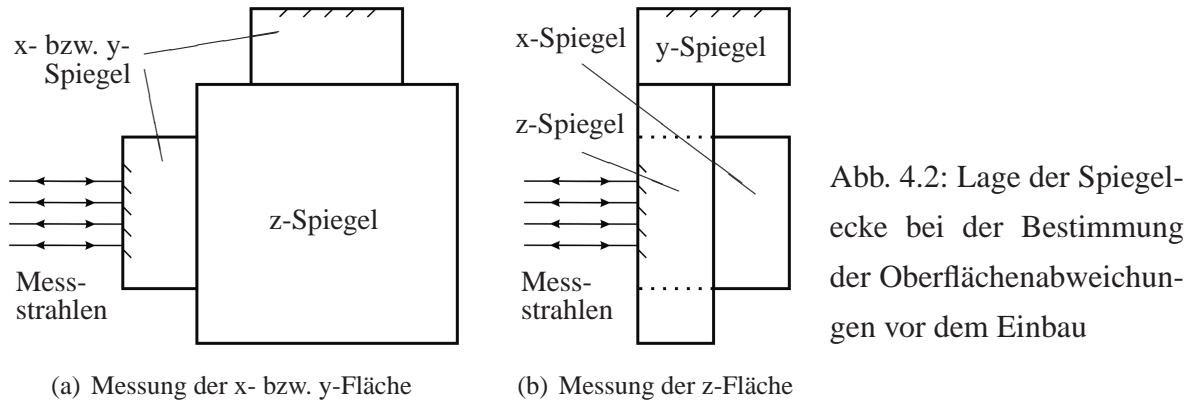 x- bzw. y-
Spiegel
z-Spiegel
Mess-
strahlen
(a) Messung der x- bzw. y-Fläche
x-Spiegel
y-Spiegel
z-Spiegel
Mess-
strahlen
(b) Messung der z-Fläche
Abb. 4.2: Lage der Spiegel-
ecke bei der Bestimmung
der Oberflächenabweichun-
gen vor dem Einbau